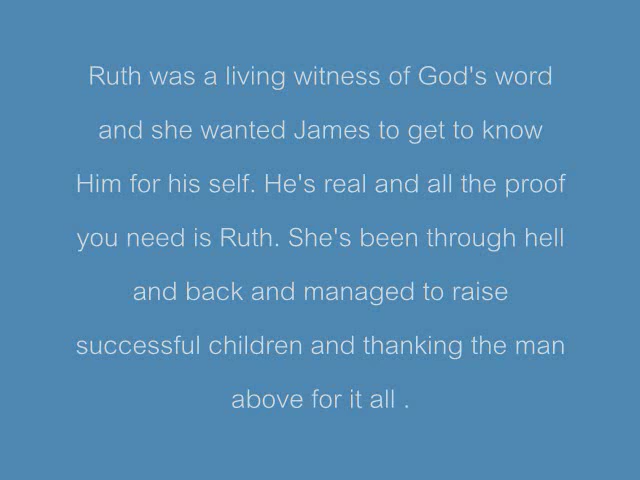 Ruth was a living witness of God's word
and she wanted James to get to know
Him for his self. He's real and all the proof
you need is Ruth. She's been through hell
and back and managed to raise
successful children and thanking the man
above for it all .